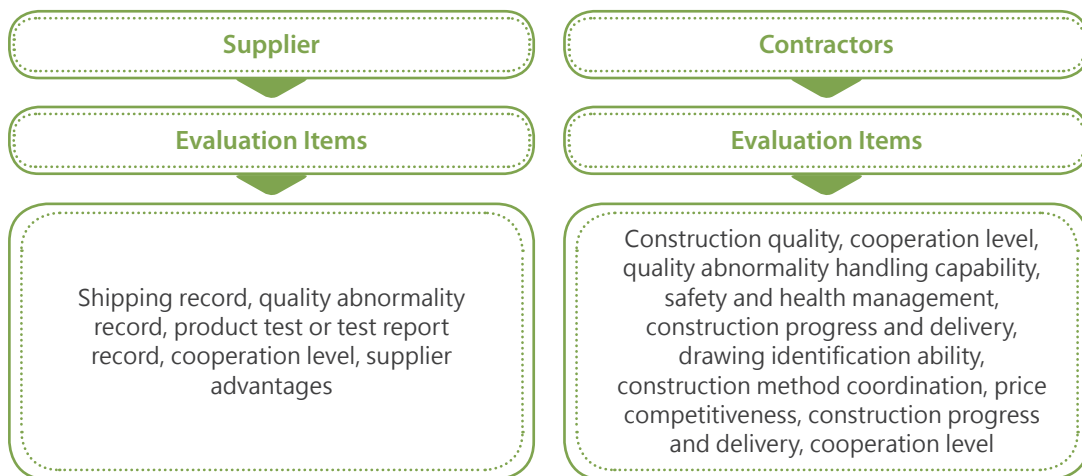 Supplier
Evaluation Items
Shipping record, quality abnormality
record, product test or test report
record, cooperation level, supplier
advantages
Contractors
Evaluation Items
Construction quality, cooperation level,
quality abnormality handling capability,
safety and health management,
construction progress and delivery,
drawing identification ability,
construction method coordination, price
competitiveness, construction progress
and delivery, cooperation level